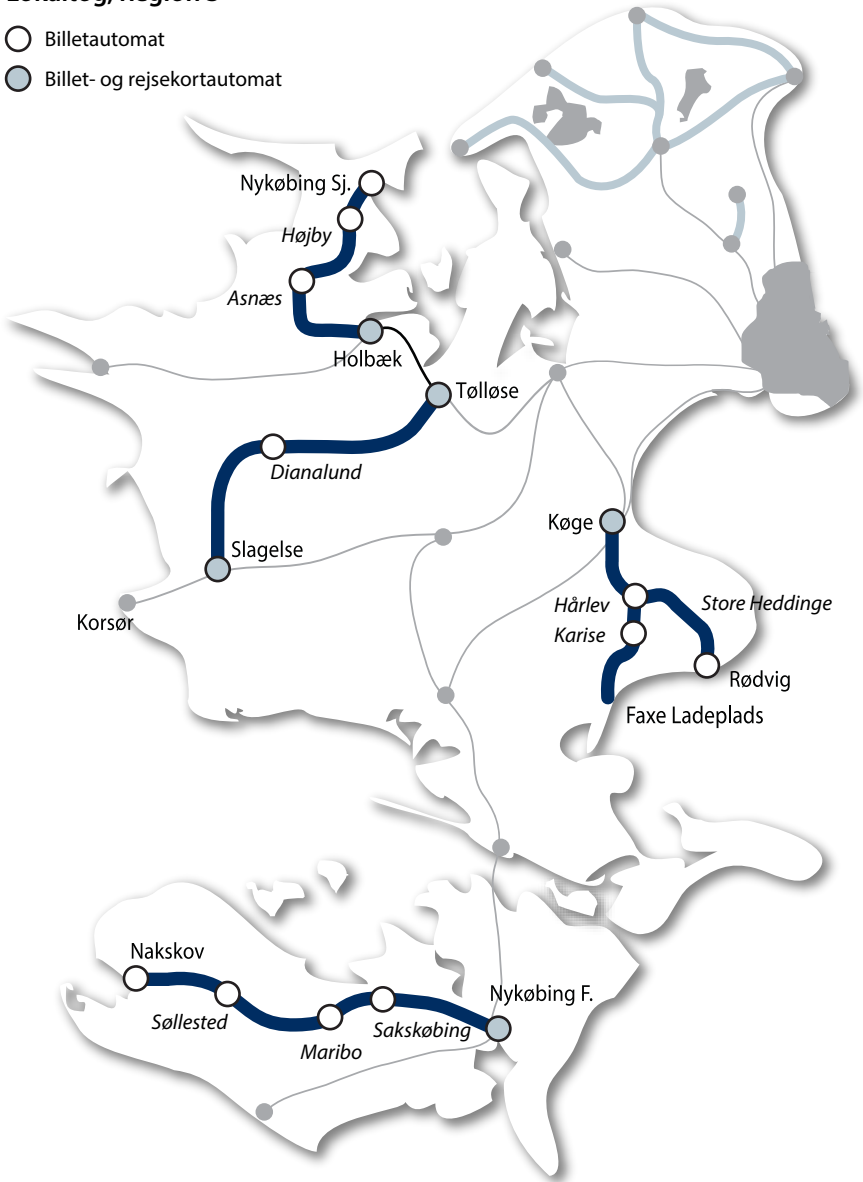 Billetautomat
Billet- og rejsekortautomat
Nykøbing Sj.
Højby
Asnæs
Holbæk
Tølløse
Dianalund
Slagelse
Korsør
Køge
Hårlev
Store Heddinge
Karise
Rødvig
Faxe Ladeplads
Nakskov
Søllested
Maribo
Sakskøbing
Nykøbing F.